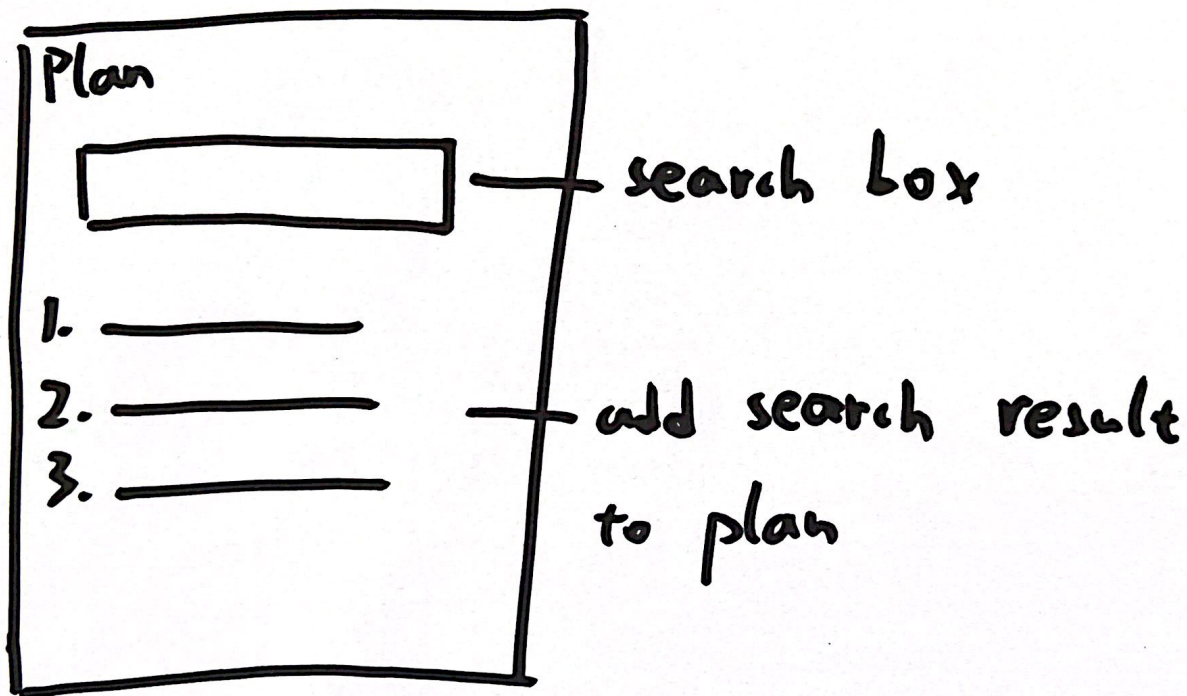 Plan
search box
1.
2.
3.
add search result
to plan